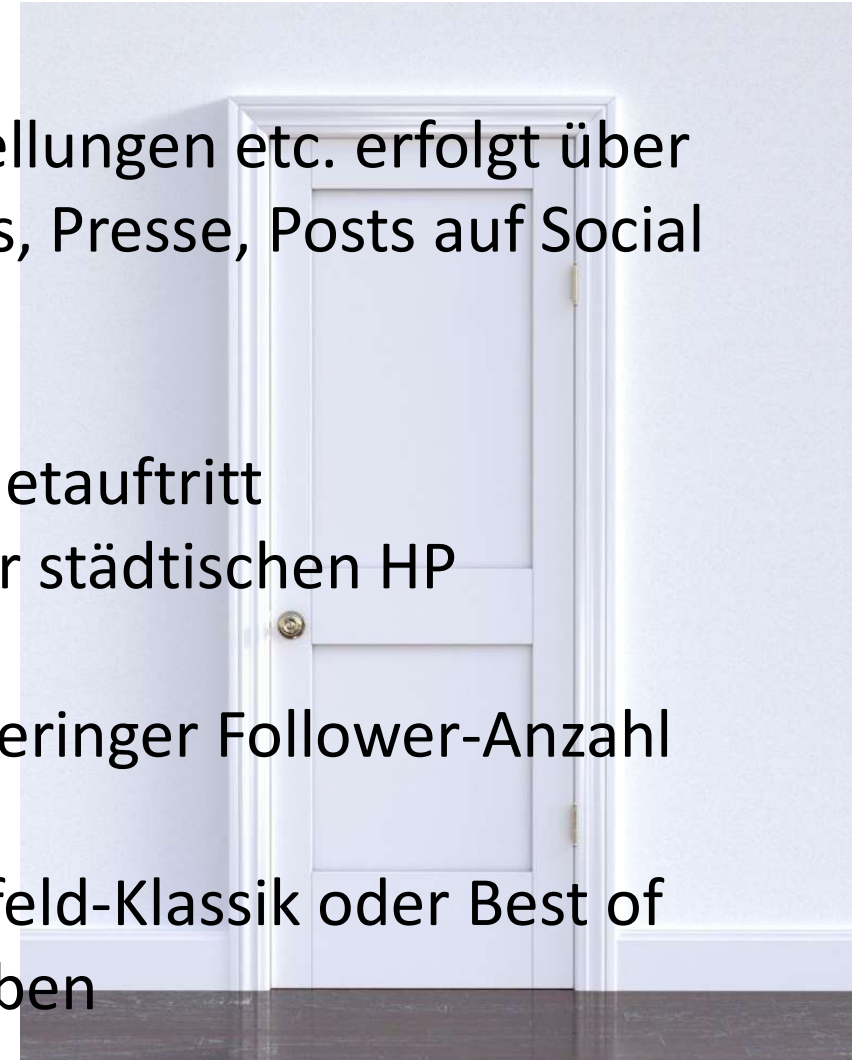 ellungen etc. erfolgt über
s, Presse, Posts auf Social
etauftritt
r städtischen HP
eringer Follower-Anzahl
feld-Klassik oder Best of
ben